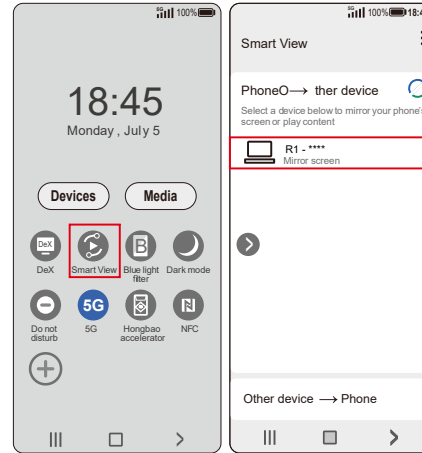 5G 100%
18:45
Monday , July 5
Devices
Media
DeX
DeX
Smart View
B
Blue light
filter
Dark mode
Do not
disturb
5G
5G
Hongbao
accelerator
N
NFC
5G 100% 18:4
Smart View
PhoneO→ ther device
Select a device below to mirror your phone's
screen or play content
R1 - ****
Mirror screen
Other device → Phone